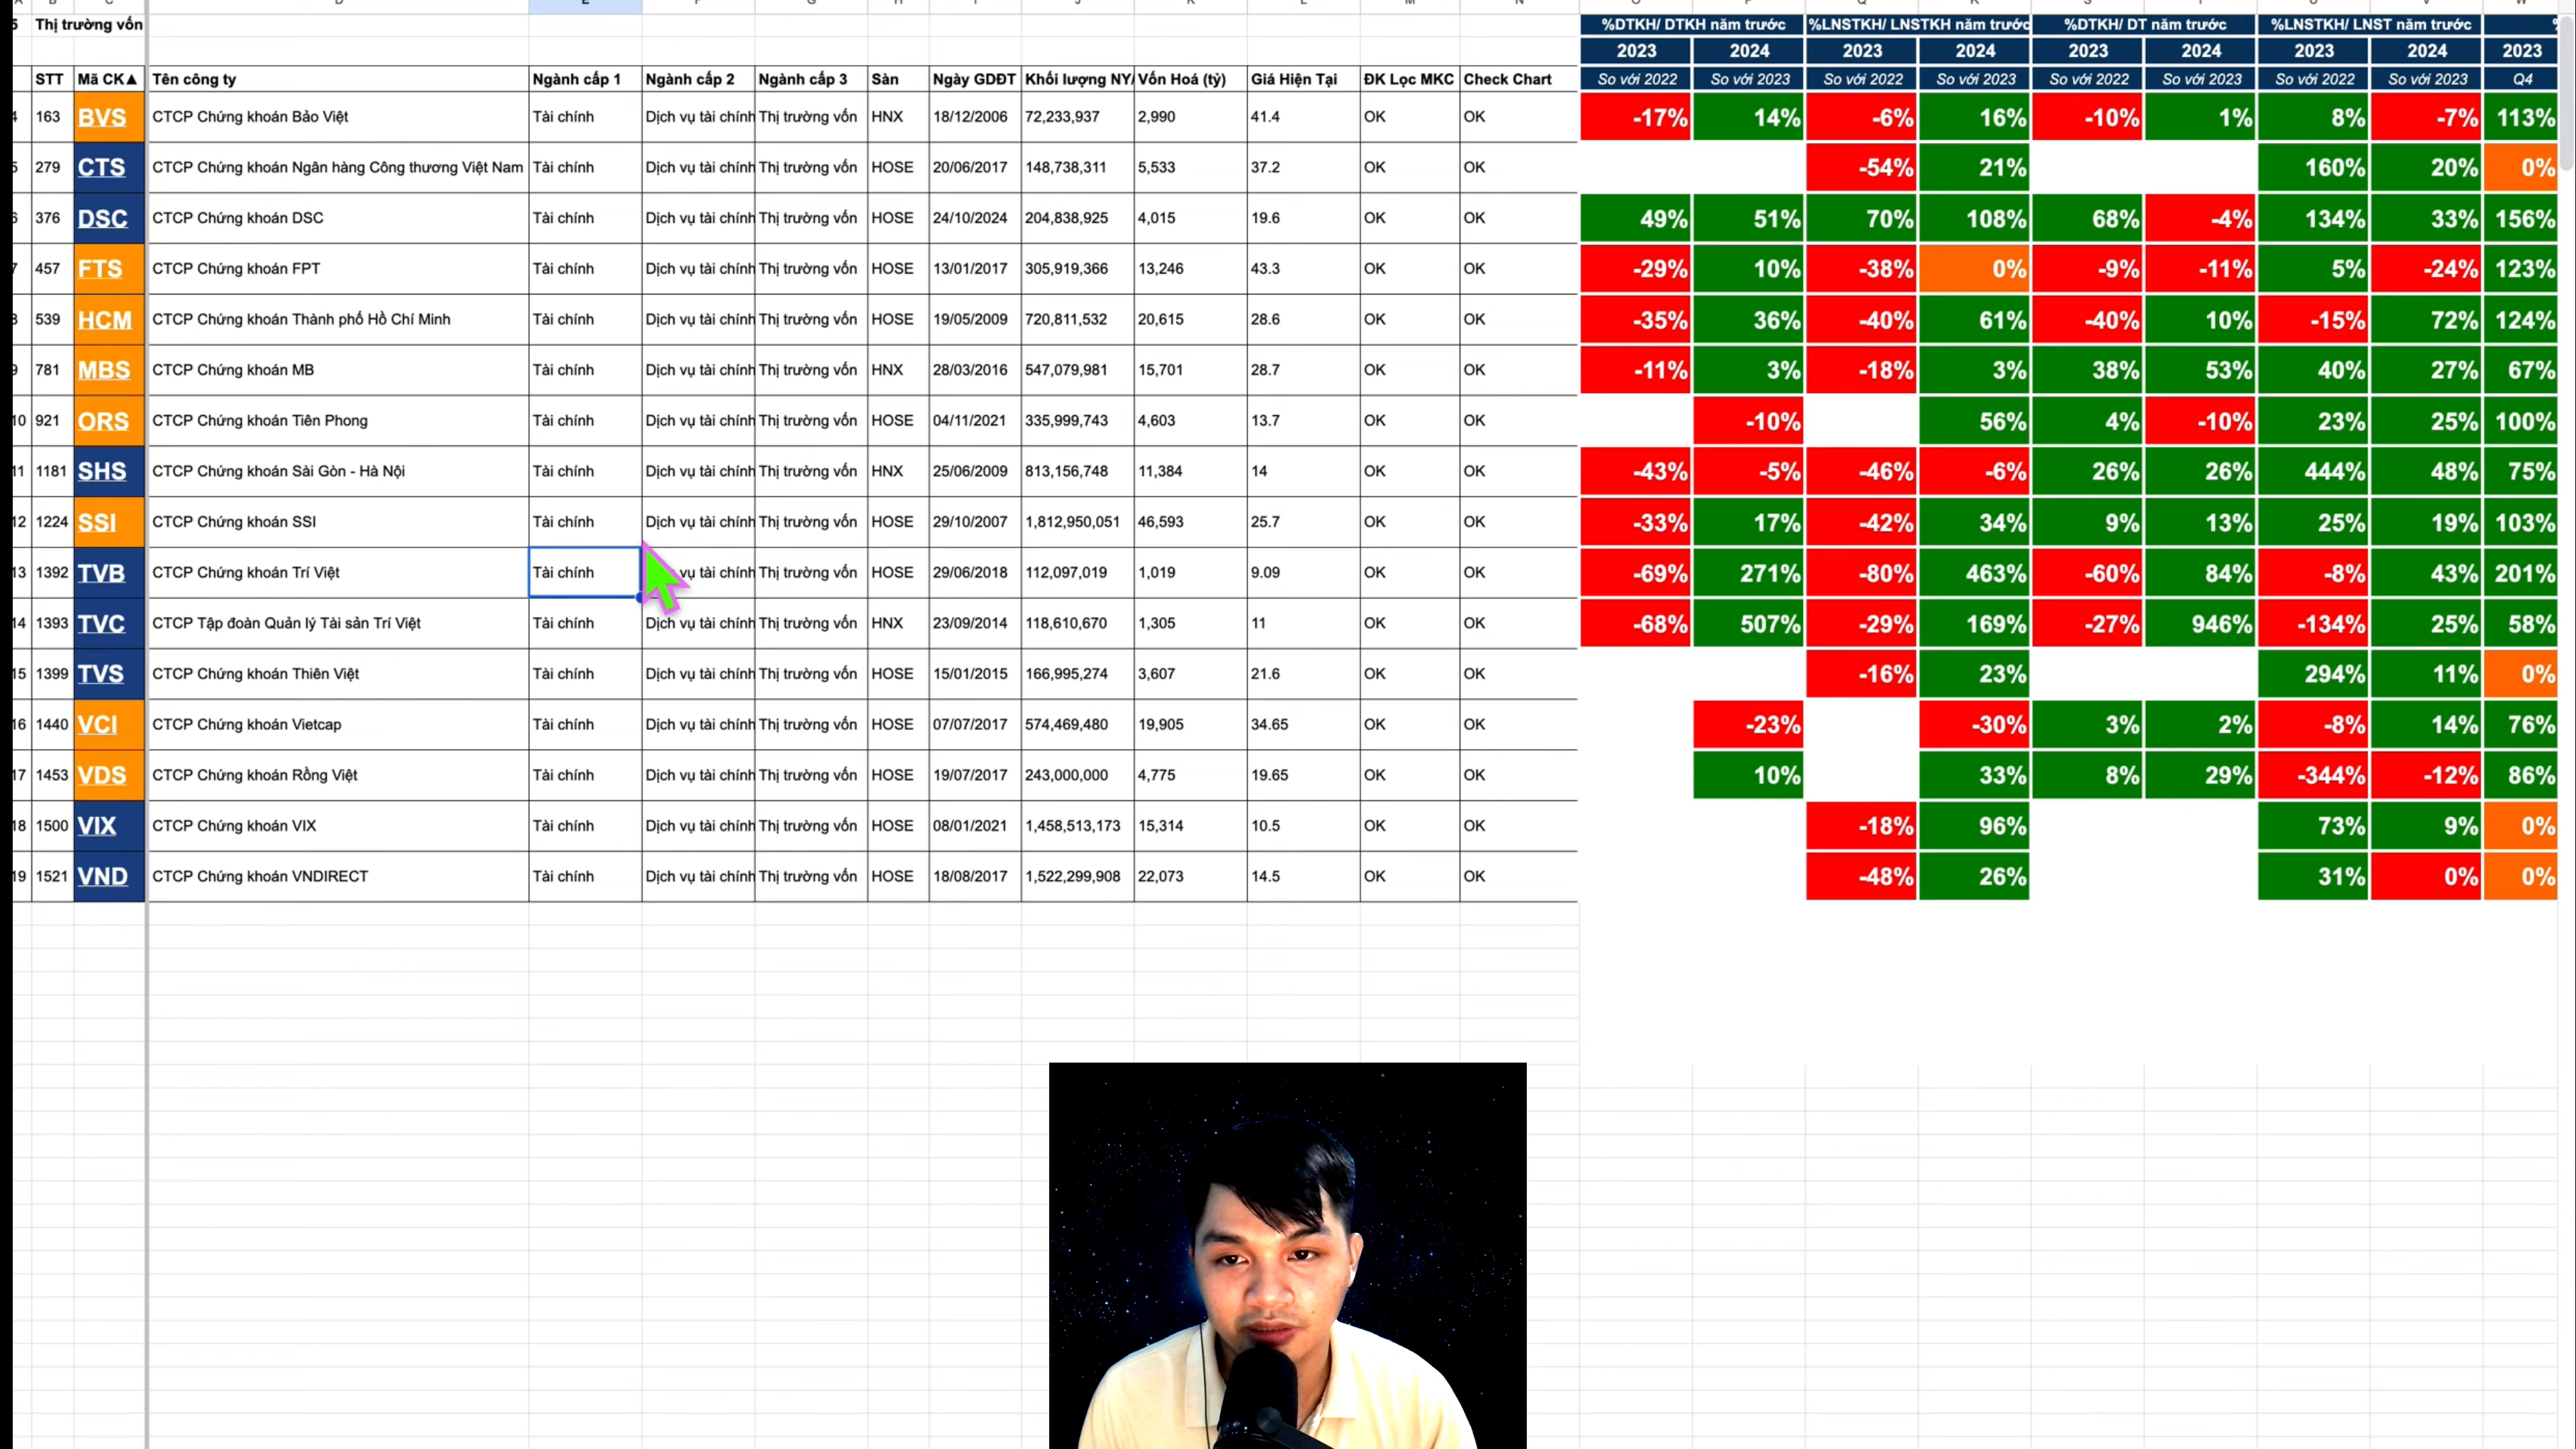 Thị trường vốn %DTKH/ DTKH năm trước %LNSTKH/ LNSTKH năm trước %DTKH/ DT năm trước %LNSTKH/ LNST năm trước
2023 2024 2023 2024 2023 2024 2023 2024 2023
STT Mã CK▲ Tên công ty Ngành cấp 1 Ngành cấp 2 Ngành cấp 3 Sàn Ngày GDĐT Khối lượng NY Vốn Hoá (tỷ) Giá Hiện Tại ĐK Lọc MKC Check Chart So với 2022 So với 2023 So với 2022 So với 2023 So với 2022 So với 2023 So với 2022 So với 2023 Q4
163 BVS CTCP Chứng khoán Bảo Việt Tài chính Dịch vụ tài chính Thị trường vốn HNX 18/12/2006 72,233,937 2,990 41.4 OK OK -17% 14% -6% 16% -10% 1% 8% -7% 113%
279 CTS CTCP Chứng khoán Ngân hàng Công thương Việt Nam Tài chính Dịch vụ tài chính Thị trường vốn HOSE 20/06/2017 148,738,311 5,533 37.2 OK OK -54% 21% 160% 20% 0%
376 DSC CTCP Chứng khoán DSC Tài chính Dịch vụ tài chính Thị trường vốn HOSE 24/10/2024 204,838,925 4,015 19.6 OK OK 49% 51% 70% 108% 68% -4% 134% 33% 156%
457 FTS CTCP Chứng khoán FPT Tài chính Dịch vụ tài chính Thị trường vốn HOSE 13/01/2017 305,919,366 13,246 43.3 OK OK -29% 10% -38% 0% -9% -11% 5% -24% 123%
539 HCM CTCP Chứng khoán Thành phố Hồ Chí Minh Tài chính Dịch vụ tài chính Thị trường vốn HOSE 19/05/2009 720,811,532 20,615 28.6 OK OK -35% 36% -40% 61% -40% 10% -15% 72% 124%
781 MBS CTCP Chứng khoán MB Tài chính Dịch vụ tài chính Thị trường vốn HNX 28/03/2016 547,079,981 15,701 28.7 OK OK -11% 3% -18% 3% 38% 53% 40% 27% 67%
10 921 ORS CTCP Chứng khoán Tiên Phong Tài chính Dịch vụ tài chính Thị trường vốn HOSE 04/11/2021 335,999,743 4,603 13.7 OK OK -10% 56% 4% -10% 23% 25% 100%
11 1181 SHS CTCP Chứng khoán Sài Gòn - Hà Nội Tài chính Dịch vụ tài chính Thị trường vốn HNX 25/06/2009 813,156,748 11,384 14 OK OK -43% -5% -46% -6% 26% 26% 444% 48% 75%
12 1224 SSI CTCP Chứng khoán SSI Tài chính Dịch vụ tài chính Thị trường vốn HOSE 29/10/2007 1,812,950,051 46,593 25.7 OK OK -33% 17% -42% 34% 9% 13% 25% 19% 103%
13 1392 TVB CTCP Chứng khoán Trí Việt Tài chính vụ tài chính Thị trường vốn HOSE 29/06/2018 112,097,019 1,019 9.09 OK OK -69% 271% -80% 463% -60% 84% -8% 43% 201%
14 1393 TVC CTCP Tập đoàn Quản lý Tài sản Trí Việt Tài chính Dịch vụ tài chính Thị trường vốn HNX 23/09/2014 118,610,670 1,305 11 OK OK -68% 507% -29% 169% -27% 946% -134% 25% 58%
15 1399 TVS CTCP Chứng khoán Thiên Việt Tài chính Dịch vụ tài chính Thị trường vốn HOSE 15/01/2015 166,995,274 3,607 21.6 OK OK -16% 23% 294% 11% 0%
16 1440 VCI CTCP Chứng khoán Vietcap Tài chính Dịch vụ tài chính Thị trường vốn HOSE 07/07/2017 574,469,480 19,905 34.65 OK OK -23% -30% 3% 2% -8% 14% 76%
17 1453 VDS CTCP Chứng khoán Rồng Việt Tài chính Dịch vụ tài chính Thị trường vốn HOSE 19/07/2017 243,000,000 4,775 19.65 OK OK 10% 33% 8% 29% -344% -12% 86%
18 1500 VIX CTCP Chứng khoán VIX Tài chính Dịch vụ tài chính Thị trường vốn HOSE 08/01/2021 1,458,513,173 15,314 10.5 OK OK -18% 96% 73% 9% 0%
19 1521 VND CTCP Chứng khoán VNDIRECT Tài chính Dịch vụ tài chính Thị trường vốn HOSE 18/08/2017 1,522,299,908 22,073 14.5 OK OK -48% 26% 31% 0% 0%